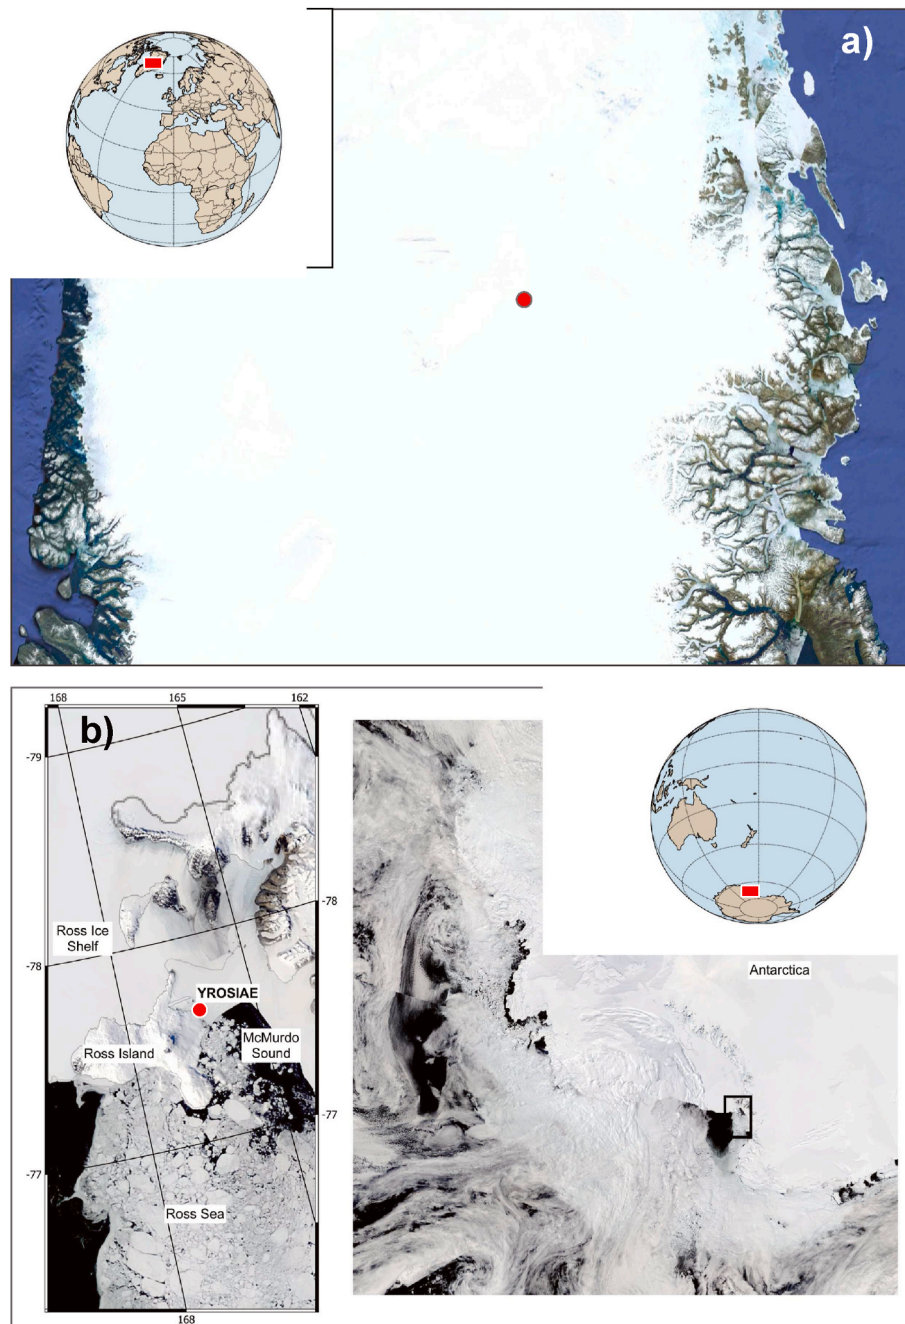 a)
168
165
162
b)
-79
-78
Ross Ice
Shelf
-78
YROSIAE
McMurdo
Sound
Ross Island
-77
-77
Ross Sea
168
Antarctica